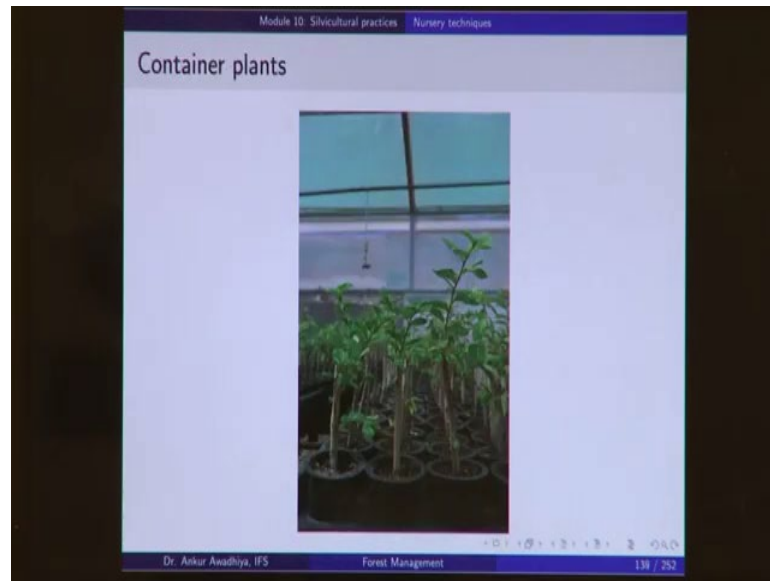 Module 10: Silvicultural practices Nursery techniques
Container plants
Dr. Ankur Awadhiya, IFS Forest Management 139 / 252